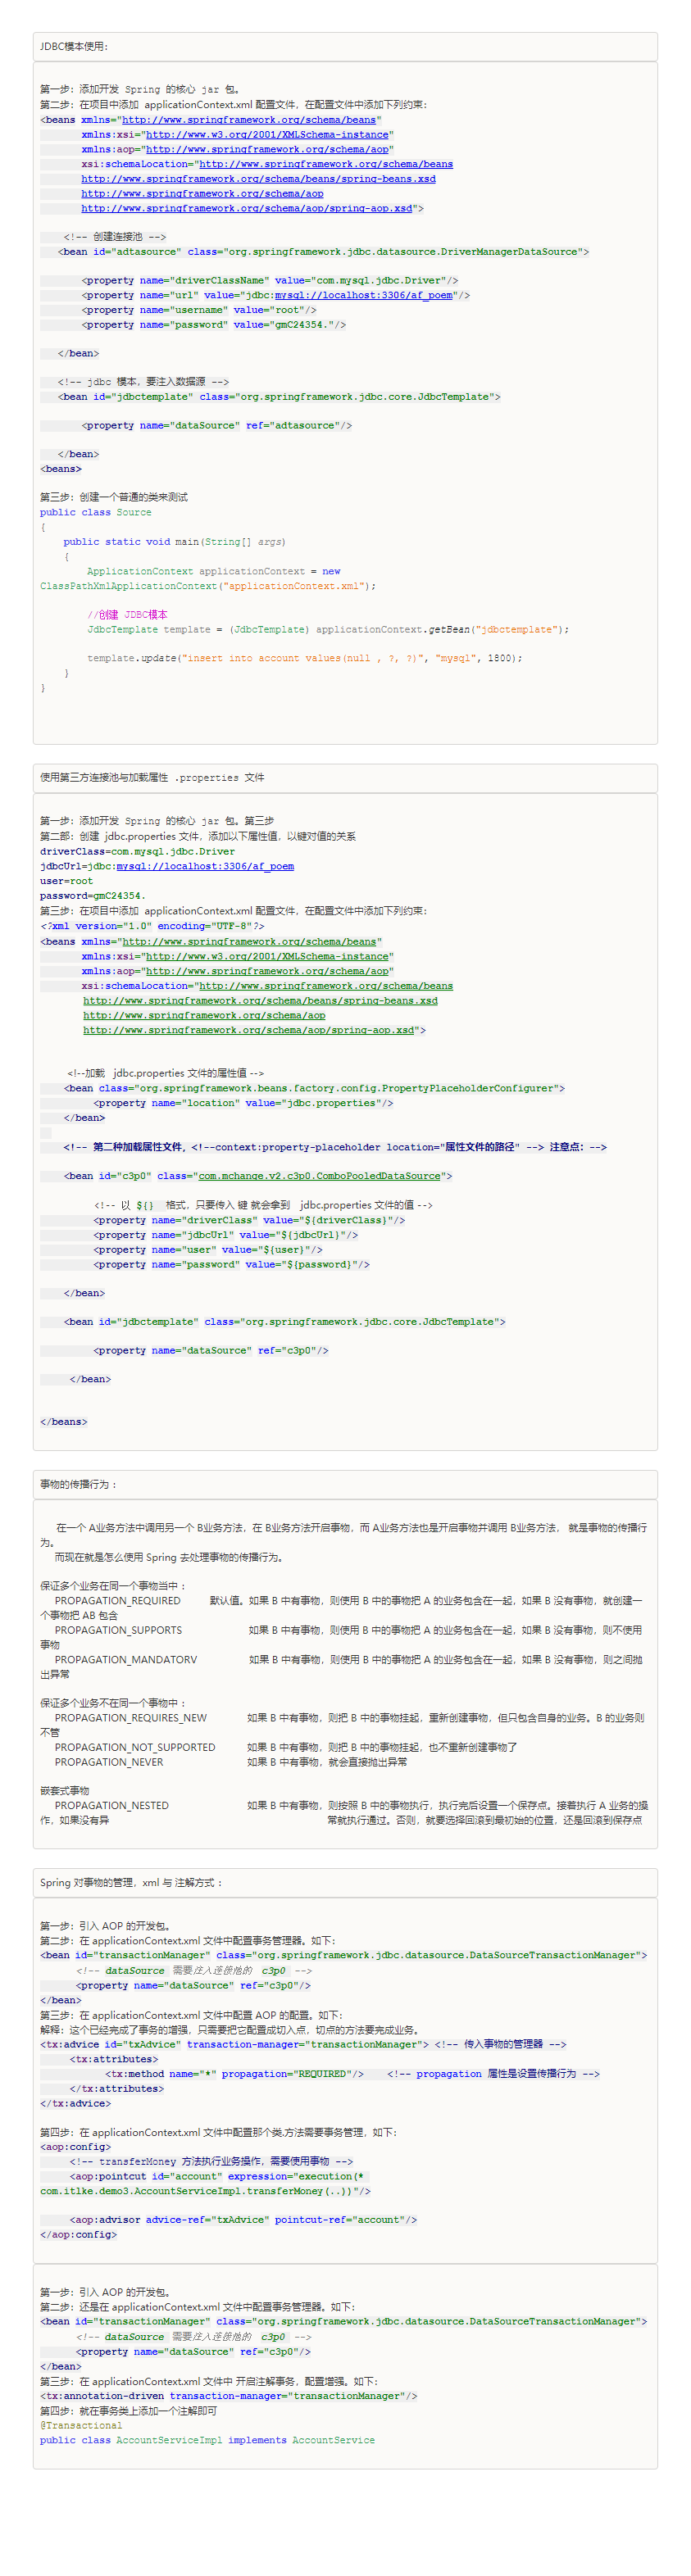 JDBC模本使用：
第一步：添加开发 Spring 的核心 jar 包。
第二步：在项目中添加 applicationContext.xml 配置文件，在配置文件中添加下列约束：
<beans xmlns="http://www.springframework.org/schema/beans"
xmlns:xsi="http://www.w3.org/2001/XMLSchema-instance"
xmlns:aop="http://www.springframework.org/schema/aop"
xsi:schemaLocation="http://www.springframework.org/schema/beans
http://www.springframework.org/schema/beans/spring-beans.xsd
http://www.springframework.org/schema/aop
http://www.springframework.org/schema/aop/spring-aop.xsd">
<!-- 创建连接池 -->
<bean id="adtasource" class="org.springframework.jdbc.datasource.DriverManagerDataSource">
<property name="driverClassName" value="com.mysql.jdbc.Driver"/>
<property name="url" value="jdbc:mysql://localhost:3306/af_poem"/>
<property name="username" value="root"/>
<property name="password" value="gmC24354."/>
</bean>
<!-- jdbc 模本，要注入数据源 -->
<bean id="jdbctemplate" class="org.springframework.jdbc.core.JdbcTemplate">
<property name="dataSource" ref="adtasource"/>
</bean>
<beans>
第三步：创建一个普通的类来测试
public class Source
{
public static void main(String[] args)
{
ApplicationContext applicationContext = new
ClassPathXmlApplicationContext("applicationContext.xml");
//创建 JDBC模本
JdbcTemplate template = (JdbcTemplate) applicationContext.getBean("jdbctemplate");
template.update("insert into account values(null , ?, ?)", "mysql", 1800);
}
}
使用第三方连接池与加载属性 .properties 文件
第一步：添加开发 Spring 的核心 jar 包。第三步
第二部：创建 jdbc.properties 文件，添加以下属性值，以键对值的关系
driverClass=com.mysql.jdbc.Driver
jdbcUrl=jdbc:mysql://localhost:3306/af_poem
user=root
password=gmC24354.
第三步：在项目中添加 applicationContext.xml 配置文件，在配置文件中添加下列约束：
<?xml version="1.0" encoding="UTF-8"?>
<beans xmlns="http://www.springframework.org/schema/beans"
xmlns:xsi="http://www.w3.org/2001/XMLSchema-instance"
xmlns:aop="http://www.springframework.org/schema/aop"
xsi:schemaLocation="http://www.springframework.org/schema/beans
http://www.springframework.org/schema/beans/spring-beans.xsd
http://www.springframework.org/schema/aop
http://www.springframework.org/schema/aop/spring-aop.xsd">
<!--加载 jdbc.properties 文件的属性值 -->
<bean class="org.springframework.beans.factory.config.PropertyPlaceholderConfigurer">
<property name="location" value="jdbc.properties"/>
</bean>
<!-- 第二种加载属性文件，<!--context:property-placeholder location="属性文件的路径" --> 注意点：-->
<bean id="c3p0" class="com.mchange.v2.c3p0.ComboPooledDataSource">
<!-- 以 ${} 格式，只要传入 键 就会拿到 jdbc.properties 文件的值 -->
<property name="driverClass" value="${driverClass}"/>
<property name="jdbcUrl" value="${jdbcUrl}"/>
<property name="user" value="${user}"/>
<property name="password" value="${password}"/>
</bean>
<bean id="jdbctemplate" class="org.springframework.jdbc.core.JdbcTemplate">
<property name="dataSource" ref="c3p0"/>
</bean>
</beans>
事物的传播行为：
在一个 A业务方法中调用另一个 B业务方法，在 B业务方法开启事物，而 A业务方法也是开启事物并调用 B业务方法， 就是事物的传播行
为。
而现在就是怎么使用 Spring 去处理事物的传播行为。
保证多个业务在同一个事物当中：
PROPAGATION_REQUIRED 默认值。如果 B 中有事物，则使用 B 中的事物把 A 的业务包含在一起，如果 B 没有事物，就创建一
个事物把 AB 包含
PROPAGATION_SUPPORTS 如果 B 中有事物，则使用 B 中的事物把 A 的业务包含在一起，如果 B 没有事物，则不使用
事物
PROPAGATION_MANDATORV 如果 B 中有事物，则使用 B 中的事物把 A 的业务包含在一起，如果 B 没有事物，则之间抛
出异常
保证多个业务不在同一个事物中：
PROPAGATION_REQUIRES_NEW 如果 B 中有事物，则把 B 中的事物挂起，重新创建事物，但只包含自身的业务。B 的业务则
不管
PROPAGATION_NOT_SUPPORTED 如果 B 中有事物，则把 B 中的事物挂起，也不重新创建事物了
PROPAGATION_NEVER 如果 B 中有事物，就会直接抛出异常
嵌套式事物
PROPAGATION_NESTED 如果 B 中有事物，则按照 B 中的事物执行，执行完后设置一个保存点。接着执行 A 业务的操
作，如果没有异 常就执行通过。否则，就要选择回滚到最初始的位置，还是回滚到保存点
Spring 对事物的管理，xml 与 注解方式：
第一步：引入 AOP 的开发包。
第二步：在 applicationContext.xml 文件中配置事务管理器。如下：
<bean id="transactionManager" class="org.springframework.jdbc.datasource.DataSourceTransactionManager">
<!-- dataSource 需要注入连接池的 c3p0 -->
<property name="dataSource" ref="c3p0"/>
</bean>
第三步：在 applicationContext.xml 文件中配置 AOP 的配置。如下：
解释：这个已经完成了事务的增强，只需要把它配置成切入点，切点的方法要完成业务。
<tx:advice id="txAdvice" transaction-manager="transactionManager"> <!-- 传入事物的管理器 -->
<tx:attributes>
<tx:method name="*" propagation="REQUIRED"/> <!-- propagation 属性是设置传播行为 -->
</tx:attributes>
</tx:advice>
第四步：在 applicationContext.xml 文件中配置那个类.方法需要事务管理，如下：
<aop:config>
<!-- transferMoney 方法执行业务操作，需要使用事物 -->
<aop:pointcut id="account" expression="execution(*
com.itlke.demo3.AccountServiceImpl.transferMoney(..))"/>
<aop:advisor advice-ref="txAdvice" pointcut-ref="account"/>
</aop:config>
第一步：引入 AOP 的开发包。
第二步：还是在 applicationContext.xml 文件中配置事务管理器。如下：
<bean id="transactionManager" class="org.springframework.jdbc.datasource.DataSourceTransactionManager">
<!-- dataSource 需要注入连接池的 c3p0 -->
<property name="dataSource" ref="c3p0"/>
</bean>
第三步：在 applicationContext.xml 文件中 开启注解事务，配置增强。如下：
<tx:annotation-driven transaction-manager="transactionManager"/>
第四步：就在事务类上添加一个注解即可
@Transactional
public class AccountServiceImpl implements AccountService